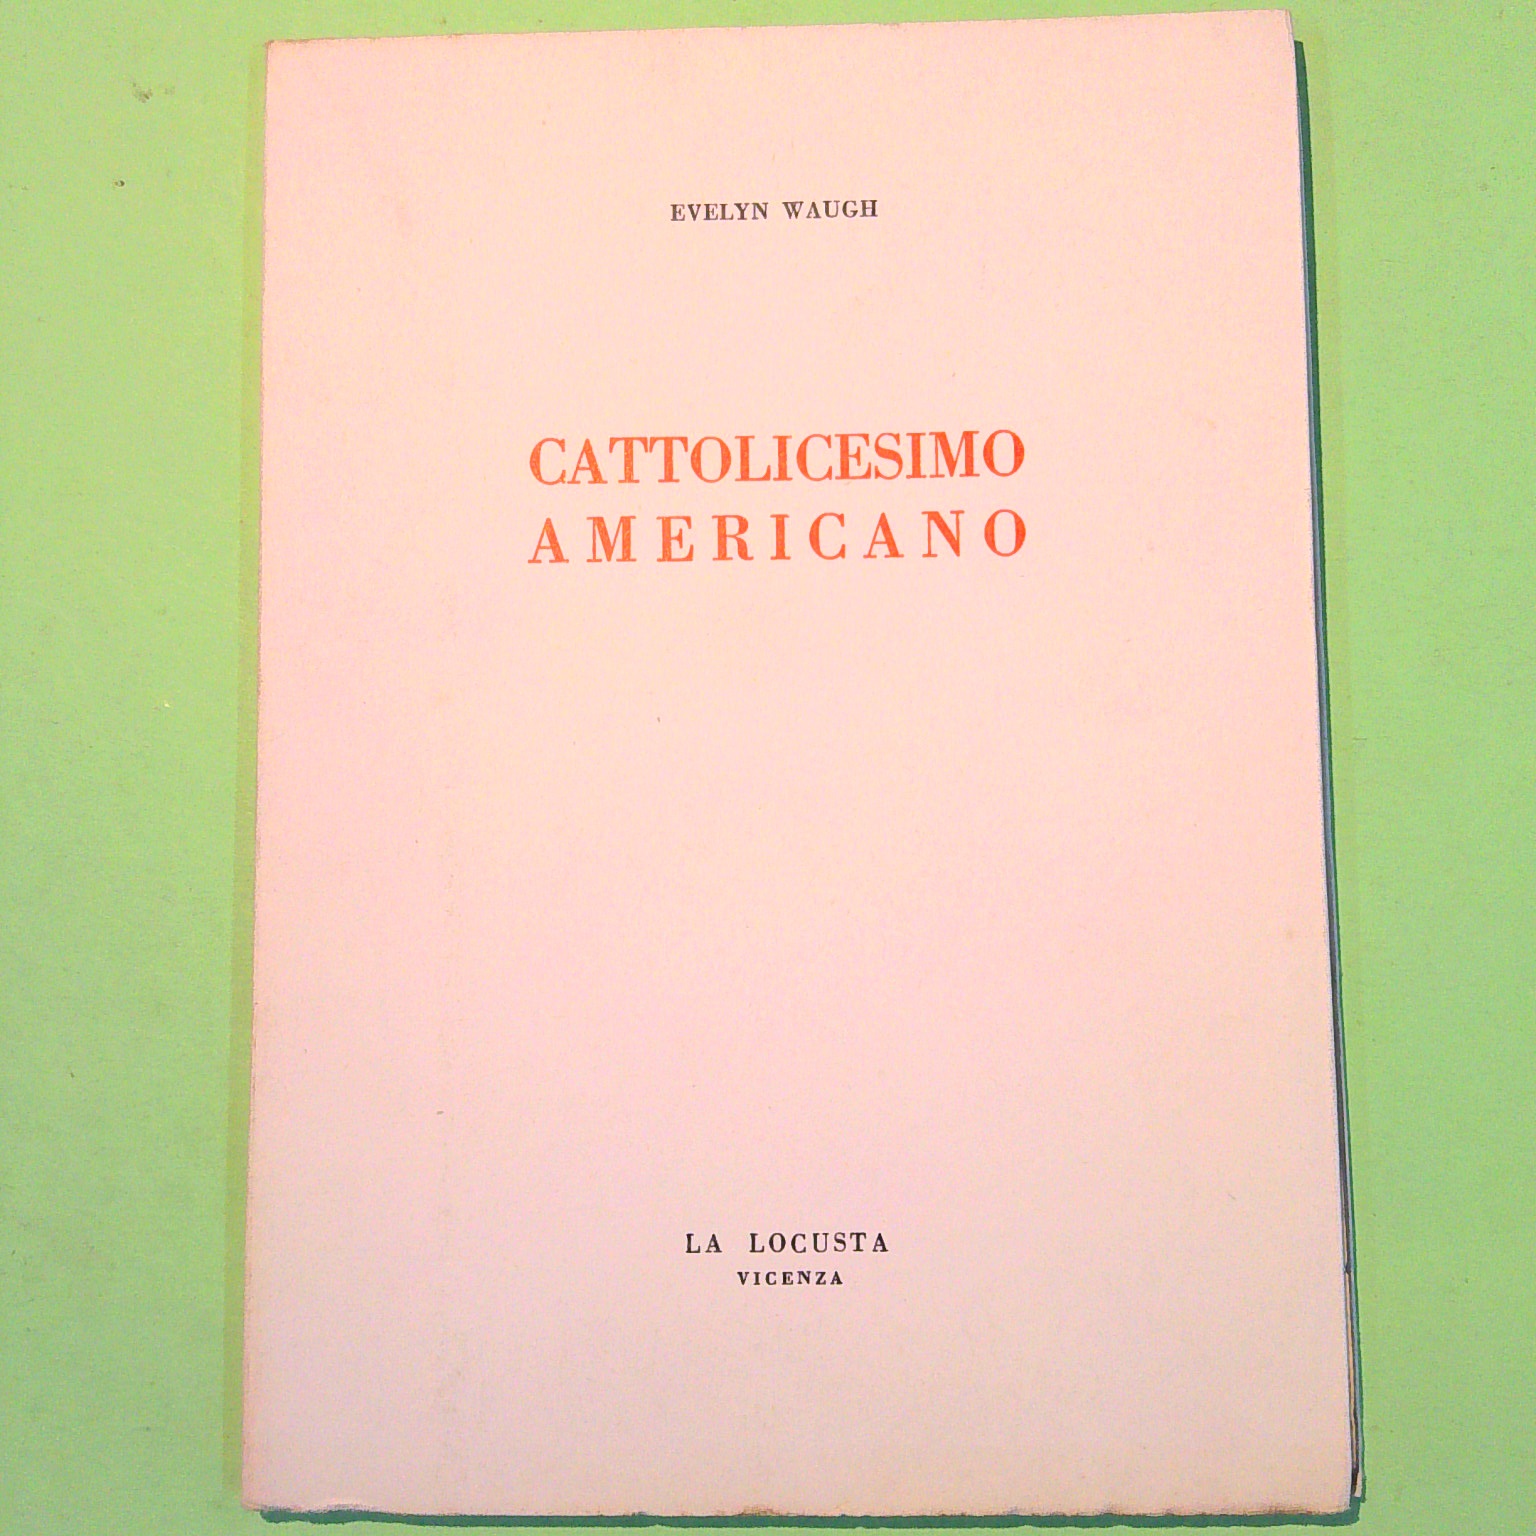 EVELYN WAUGH
CATTOLICESIMO
AMERICANO
LA LOCUSTA
VICENZA